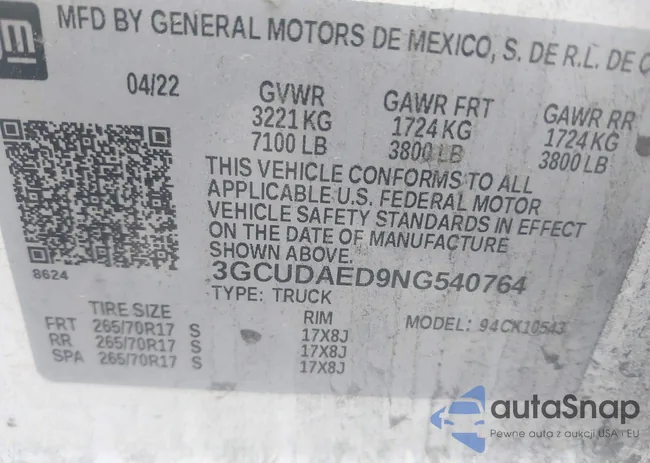 gm
MFD BY GENERAL MOTORS DE MEXICO, S. DE R.L. DE C
04/22
GVWR GAWR FRT GAWR RR
3221 KG 1724 KG 1724 KG
7100 LB 3800 LB 3800 LB
THIS VEHICLE CONFORMS TO ALL
APPLICABLE U.S. FEDERAL MOTOR
VEHICLE SAFETY STANDARDS IN EFFECT
ON THE DATE OF MANUFACTURE
SHOWN ABOVE.
8624
3GCUDAED9NG540764
TYPE: TRUCK
TIRE SIZE RIM MODEL: 94CK10543
FRT 265/70R17 S 17X8J
RR 265/70R17 S 17X8J
SPA 265/70R17 S 17X8J
autaSnap
Pewne auta z aukcji USA i EU